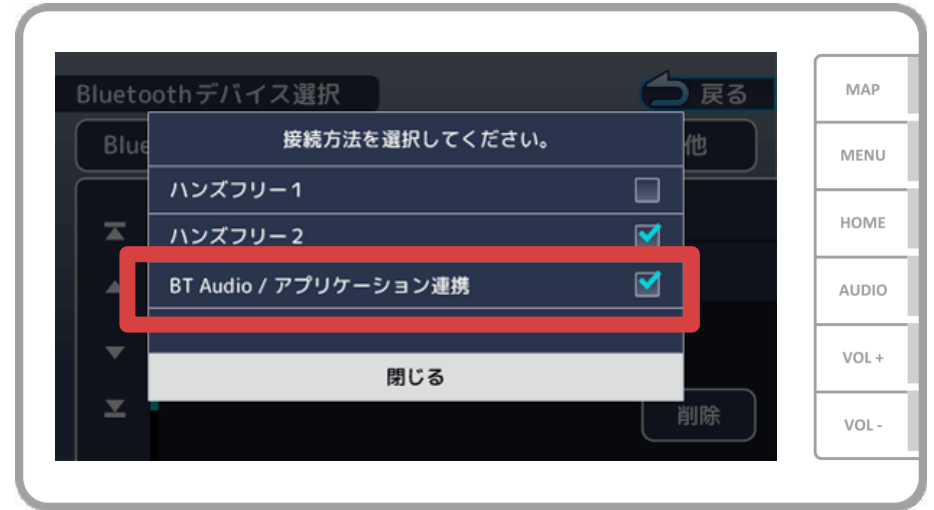 Bluetoothデバイス選択
戻る
Blue
他
接続方法を選択してください。
ハンズフリー1
ハンズフリー2
BT Audio / アプリケーション連携
閉じる
削除
MAP
MENU
HOME
AUDIO
VOL +
VOL -